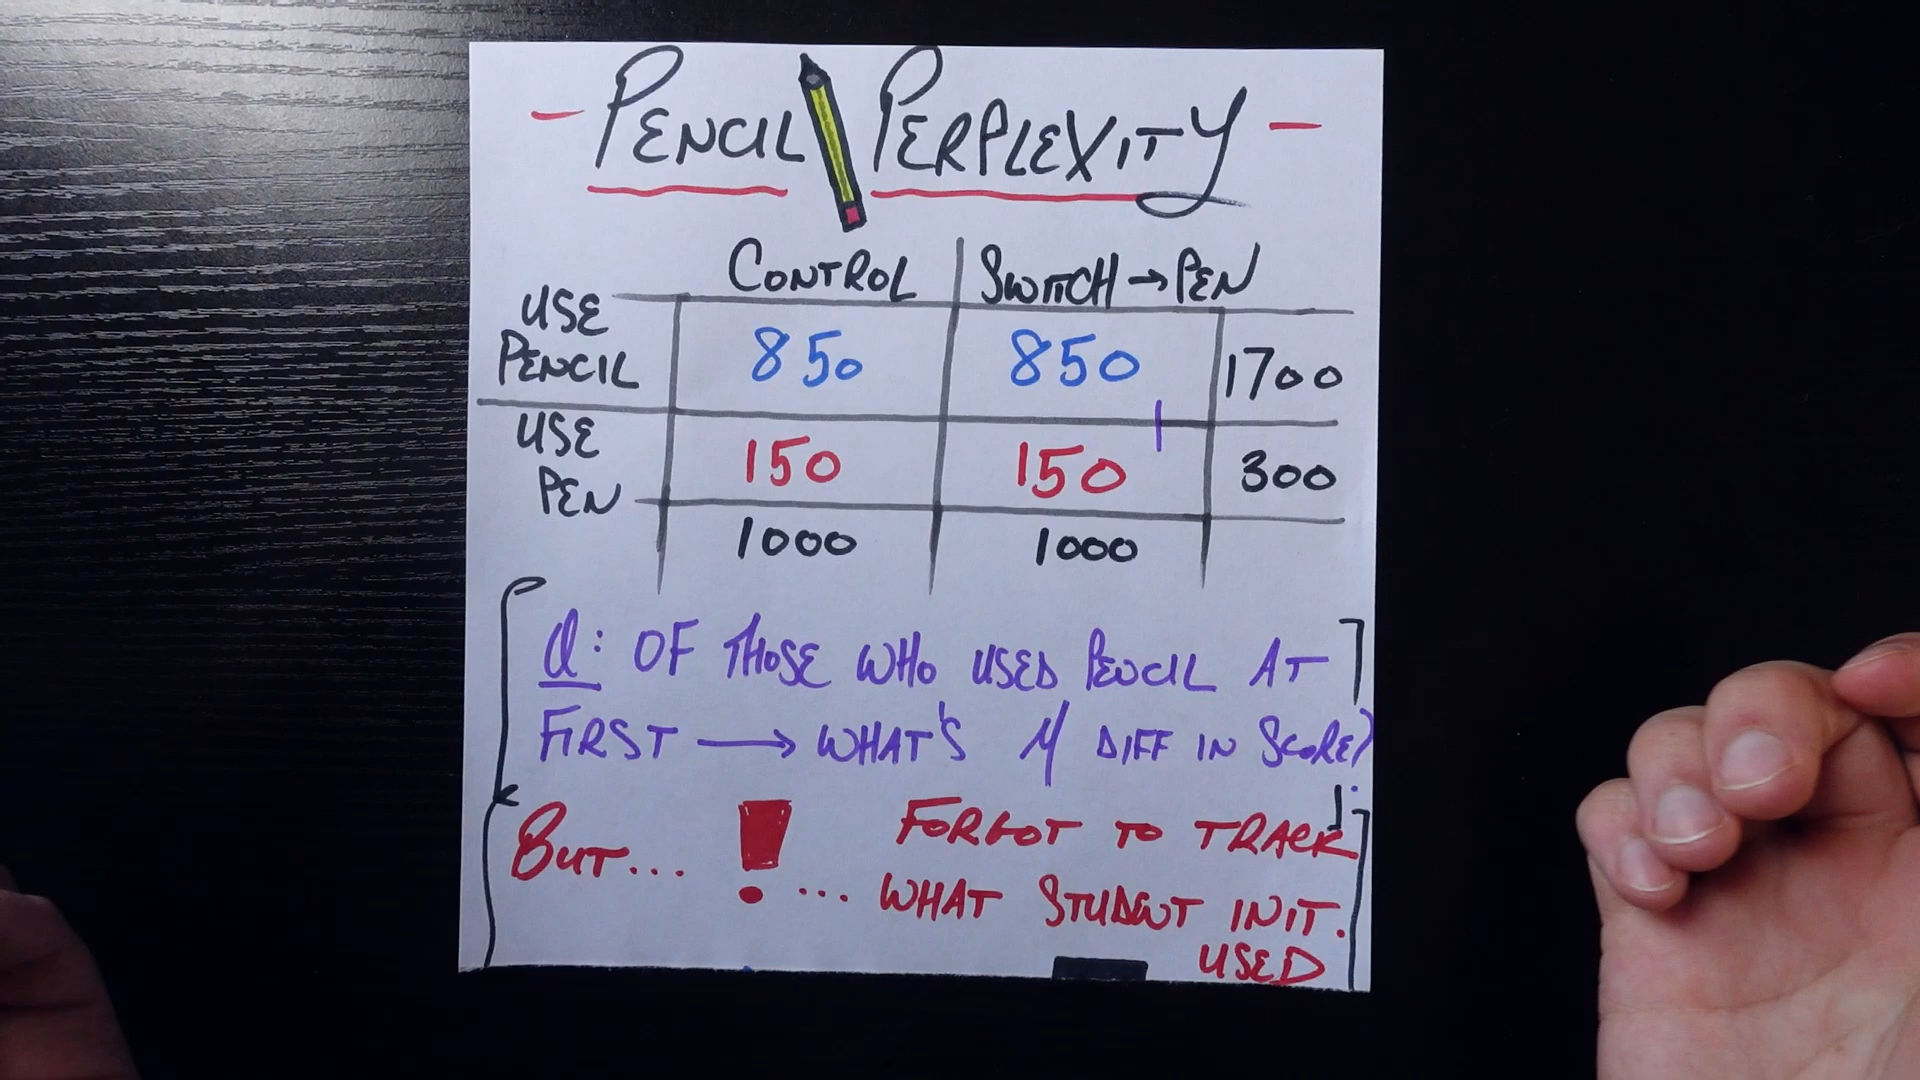 - PENCIL PERPLEXITY -
CONTROL SWITCH → PEN
USE PENCIL 850 850 1700
USE PEN 150 150 300
1000 1000
Q: OF THOSE WHO USED PENCIL AT
FIRST → WHAT'S DIFF IN SCORE?
BUT... ! ... FORGOT TO TRACK
WHAT STUDENT INIT.
USED